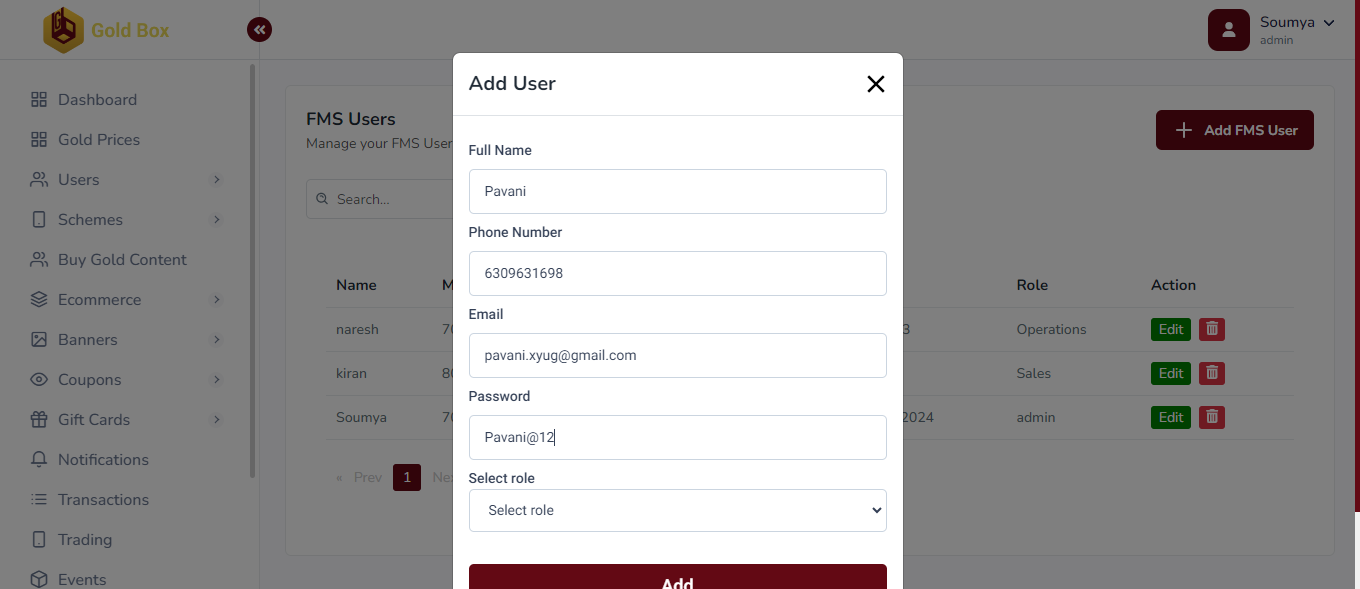 Gold Box
Soumya
admin
Dashboard
Gold Prices
Users
Schemes
Buy Gold Content
Ecommerce
Banners
Coupons
Gift Cards
Notifications
Transactions
Trading
Events
FMS Users
Manage your FMS User
Add FMS User
Search...
Name M Role Action
naresh 70 3 Operations Edit
kiran 80 Sales Edit
Soumya 70 2024 admin Edit
« Prev 1 Nex
Add User
Full Name
Pavani
Phone Number
6309631698
Email
pavani.xyug@gmail.com
Password
Pavani@12
Select role
Select role
Add